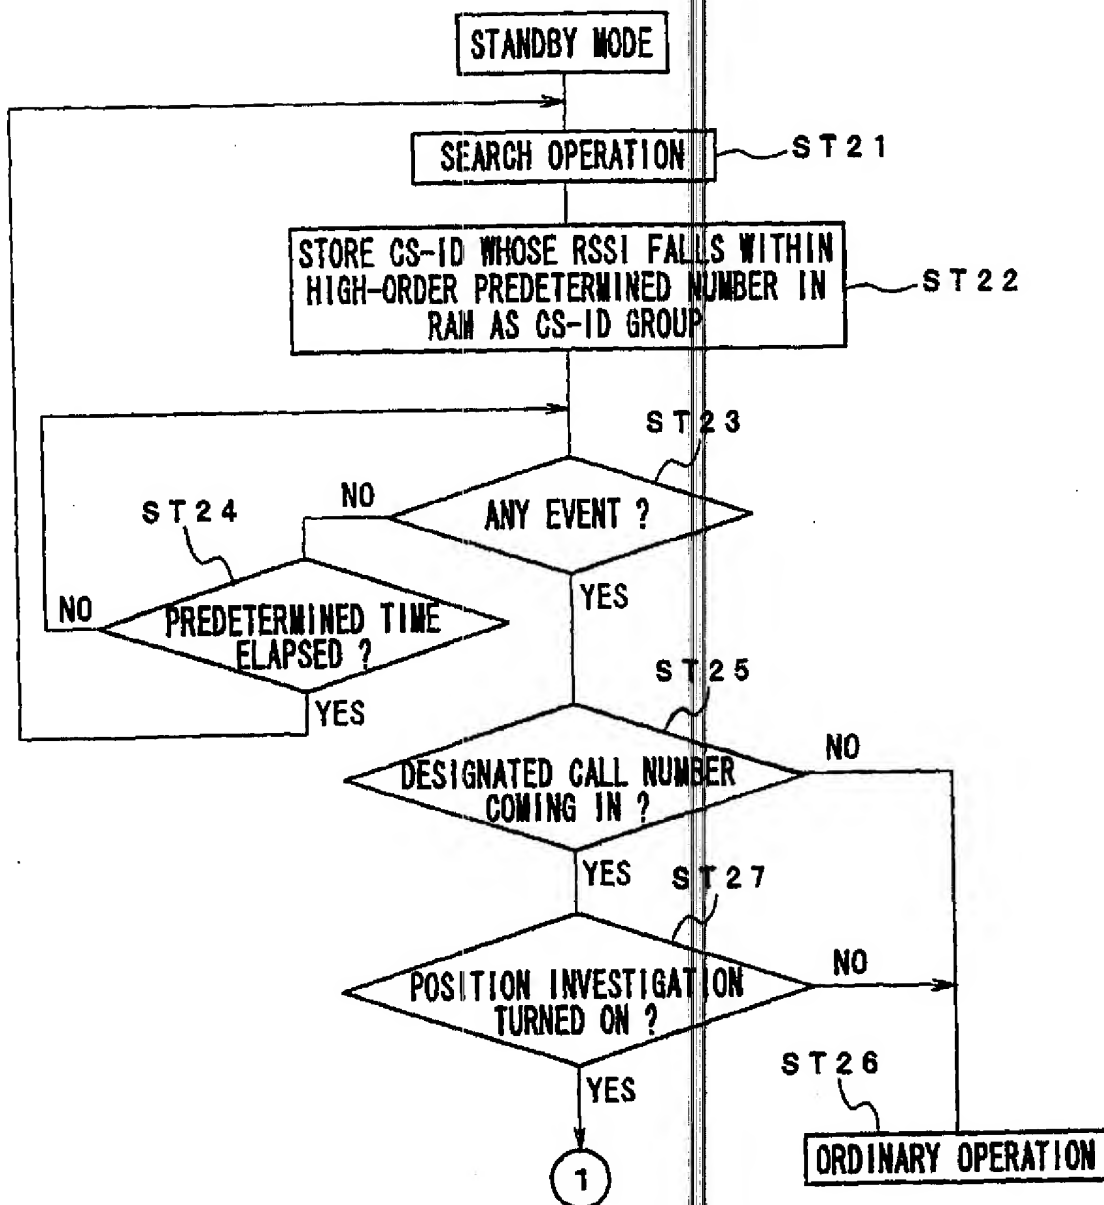 STANDBY MODE
SEARCH OPERATION
ST21
STORE CS-ID WHOSE RSSI FALLS WITHIN
HIGH-ORDER PREDETERMINED NUMBER IN
RAM AS CS-ID GROUP
ST22
ST23
ANY EVENT ?
NO
YES
ST24
PREDETERMINED TIME
ELAPSED ?
NO
YES
ST25
DESIGNATED CALL NUMBER
COMING IN ?
NO
YES
ST27
POSITION INVESTIGATION
TURNED ON ?
NO
YES
ST26
ORDINARY OPERATION
1